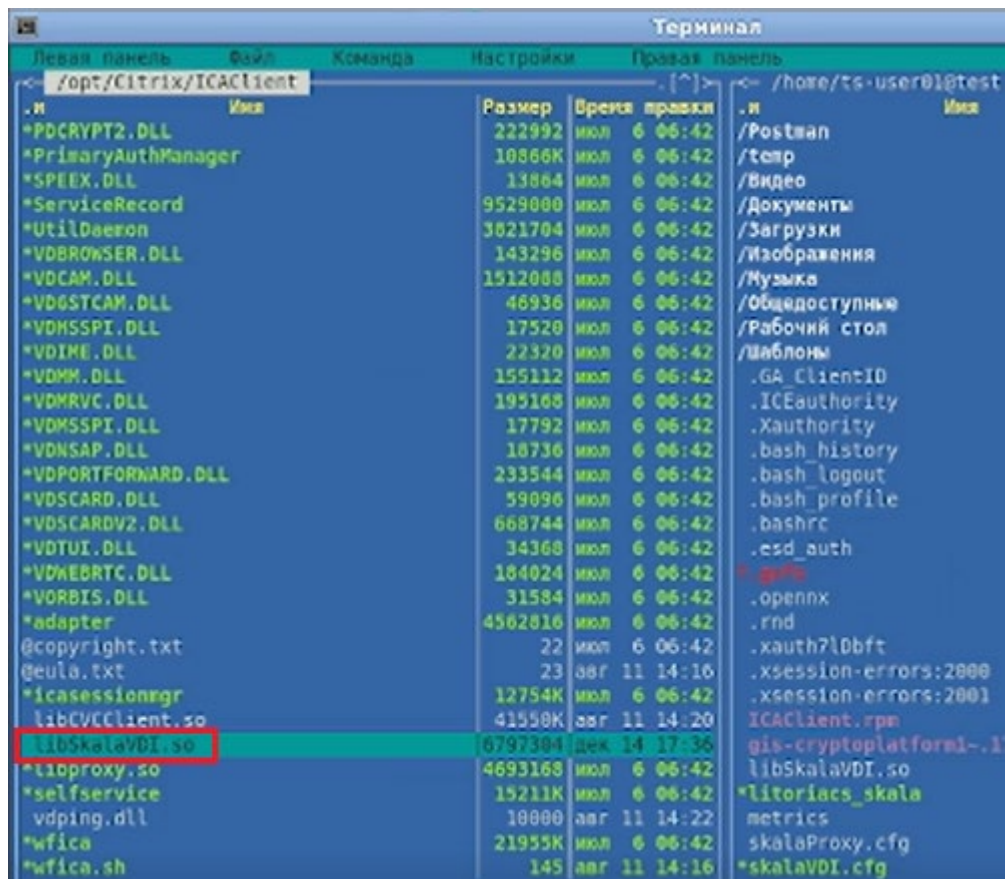 Терминал
Левая панель Файл Команда Настройки Правая панель
<— /opt/Citrix/ICAClient .[^]> <— /home/ts-user01@test
.и Имя Размер Время правки .и Имя
*PDCRYPT2.DLL 222992 июл 6 06:42 /Postman
*PrimaryAuthManager 10866K июл 6 06:42 /temp
*SPEEX.DLL 13864 июл 6 06:42 /Видео
*ServiceRecord 9529000 июл 6 06:42 /Документы
*UtilDaemon 3821704 июл 6 06:42 /Загрузки
*VDBROWSER.DLL 143296 июл 6 06:42 /Изображения
*VDCAM.DLL 1512088 июл 6 06:42 /Музыка
*VDGSTCAM.DLL 46936 июл 6 06:42 /Общедоступные
*VDHSSPI.DLL 17520 июл 6 06:42 /Рабочий стол
*VDIME.DLL 22320 июл 6 06:42 /Шаблоны
*VDMM.DLL 155112 июл 6 06:42 .GA_ClientID
*VDMRVC.DLL 195168 июл 6 06:42 .ICEauthority
*VDMSSPI.DLL 17792 июл 6 06:42 .Xauthority
*VDNSAP.DLL 18736 июл 6 06:42 .bash_history
*VDPORTFORWARD.DLL 233544 июл 6 06:42 .bash_logout
*VDSCARD.DLL 59096 июл 6 06:42 .bash_profile
*VDSCARDV2.DLL 668744 июл 6 06:42 .bashrc
*VDTUI.DLL 34368 июл 6 06:42 .esd_auth
*VDWEBRTC.DLL 184024 июл 6 06:42
*VORBIS.DLL 31584 июл 6 06:42 .opennx
*adapter 4562816 июл 6 06:42 .rnd
@copyright.txt 22 июл 6 06:42 .xauth7lDbft
@eula.txt 23 авг 11 14:16 .xsession-errors:2000
*icasessionmgr 12754K июл 6 06:42 .xsession-errors:2001
libCVCClient.so 41550K авг 11 14:20 ICAClient.rpm
libSkalaVDI.so 6797304 дек 14 17:36 gis-cryptoplatform1~.1
*libproxy.so 4693168 июл 6 06:42 libSkalaVDI.so
*selfservice 15211K июл 6 06:42 *litoriacs_skala
vdping.dll 10000 авг 11 14:22 metrics
*wfica 21955K июл 6 06:42 skalaProxy.cfg
*wfica.sh 145 авг 11 14:16 *skalaVDI.cfg